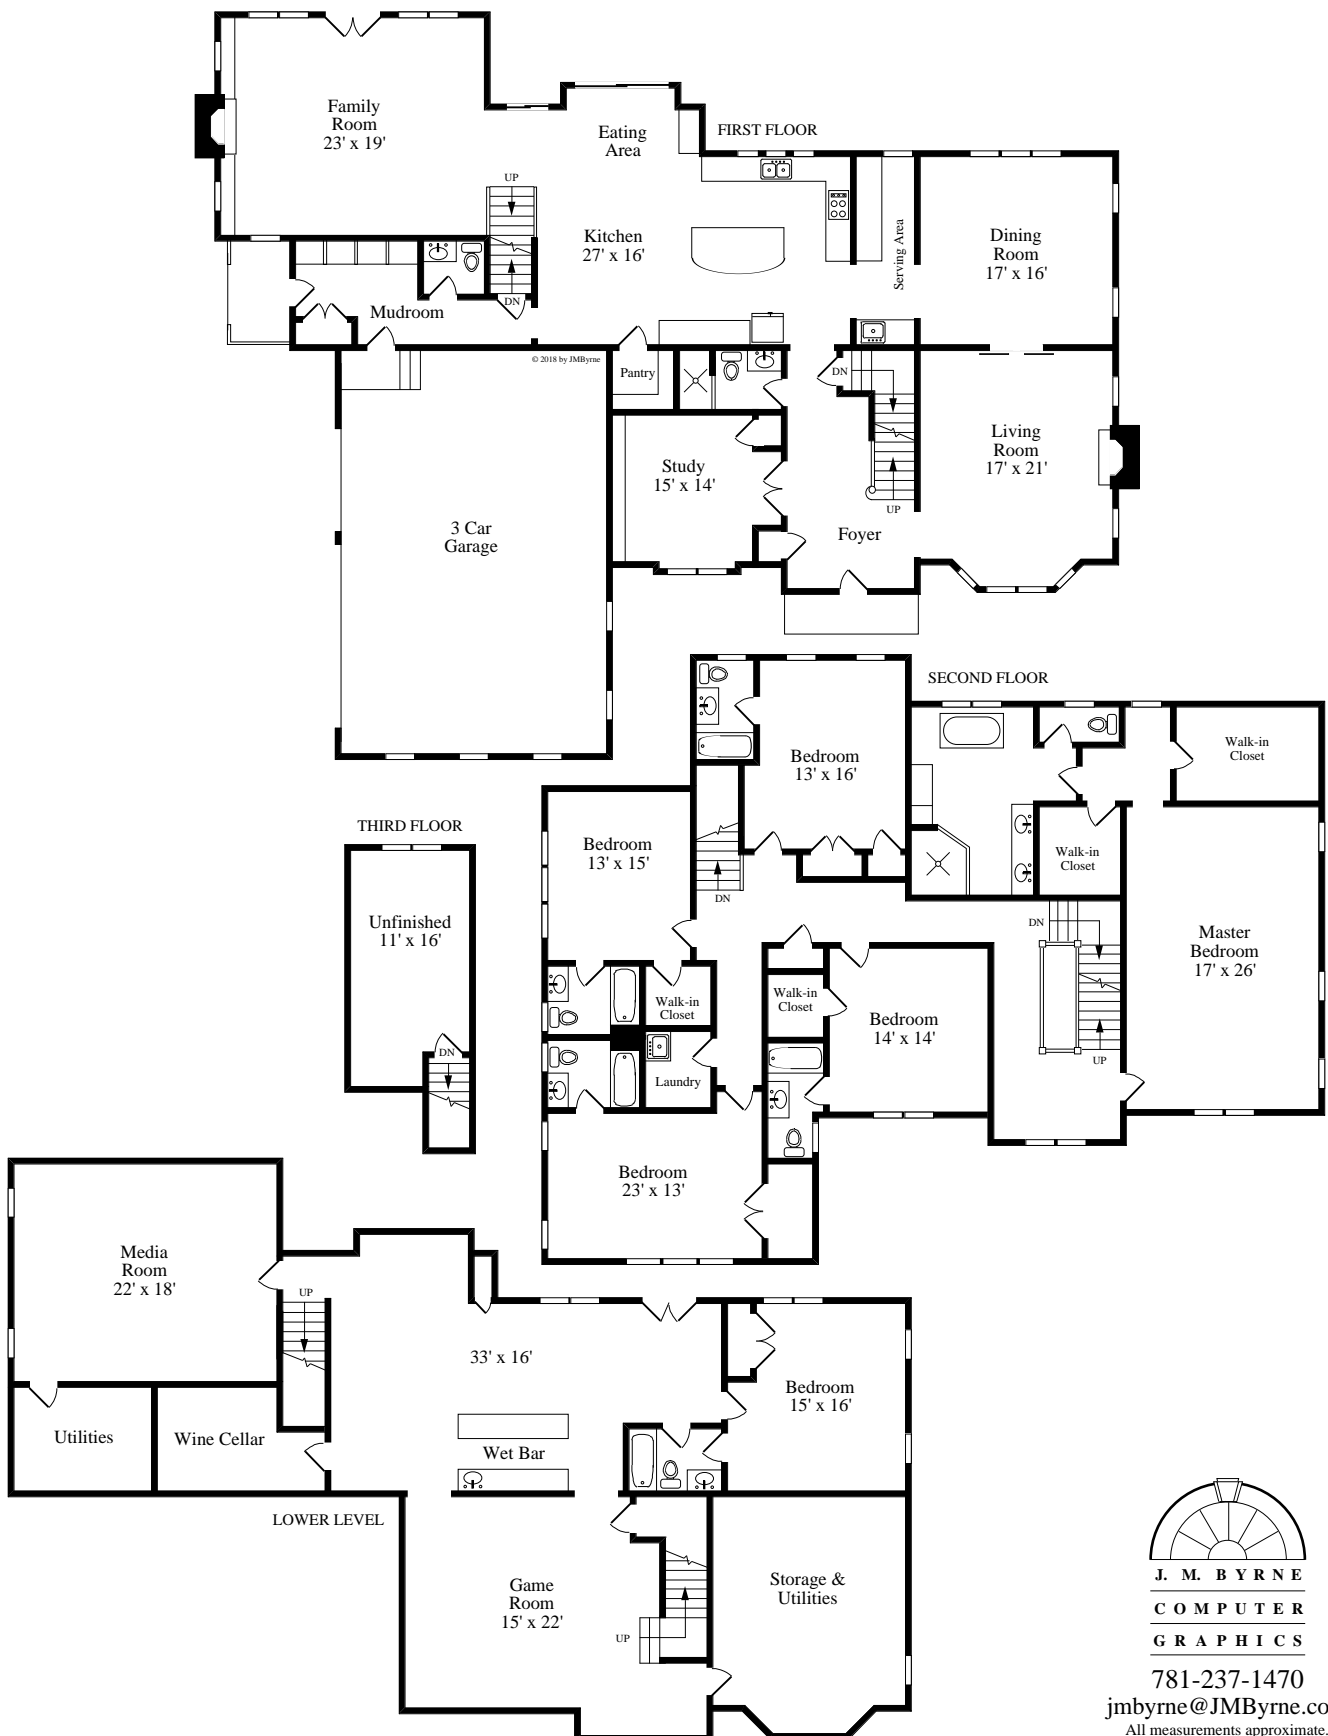 FIRST FLOOR
Family
Room
23' x 19'
Eating
Area
UP
Kitchen
27' x 16'
Serving Area
Dining
Room
17' x 16'
Mudroom
DN
© 2018 by JMByrne
Pantry
DN
Study
15' x 14'
Living
Room
17' x 21'
UP
3 Car
Garage
Foyer
SECOND FLOOR
Bedroom
13' x 16'
Walk-in
Closet
Bedroom
13' x 15'
Walk-in
Closet
DN
DN
Master
Bedroom
17' x 26'
Walk-in
Closet
Walk-in
Closet
Bedroom
14' x 14'
UP
Laundry
Bedroom
23' x 13'
THIRD FLOOR
Unfinished
11' x 16'
DN
Media
Room
22' x 18'
UP
33' x 16'
Bedroom
15' x 16'
Utilities
Wine Cellar
Wet Bar
LOWER LEVEL
Game
Room
15' x 22'
UP
Storage &
Utilities
J. M. BYRNE
COMPUTER
GRAPHICS
781-237-1470
jmbyrne@JMByrne.co
All measurements approximate.